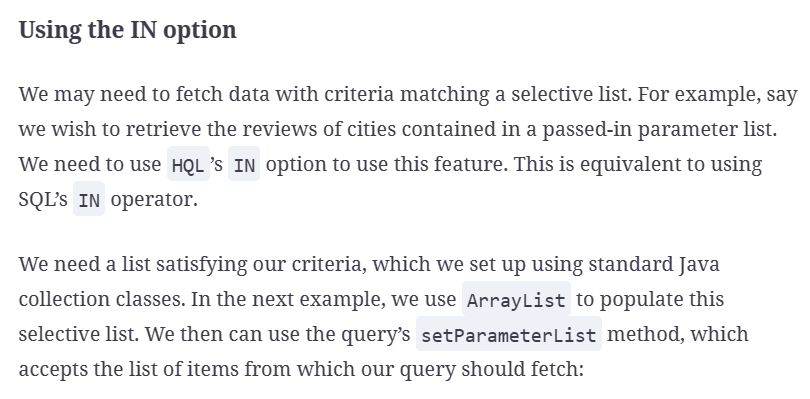 Using the IN option
We may need to fetch data with criteria matching a selective list. For example, say
we wish to retrieve the reviews of cities contained in a passed-in parameter list.
We need to use HQL’s IN option to use this feature. This is equivalent to using
SQL’s IN operator.
We need a list satisfying our criteria, which we set up using standard Java
collection classes. In the next example, we use ArrayList to populate this
selective list. We then can use the query’s setParameterList method, which
accepts the list of items from which our query should fetch: